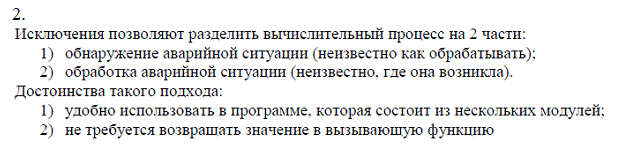 2.
Исключения позволяют разделить вычислительный процесс на 2 части:
1) обнаружение аварийной ситуации (неизвестно как обрабатывать);
2) обработка аварийной ситуации (неизвестно, где она возникла).
Достоинства такого подхода:
1) удобно использовать в программе, которая состоит из нескольких модулей;
2) не требуется возвращать значение в вызывающую функцию